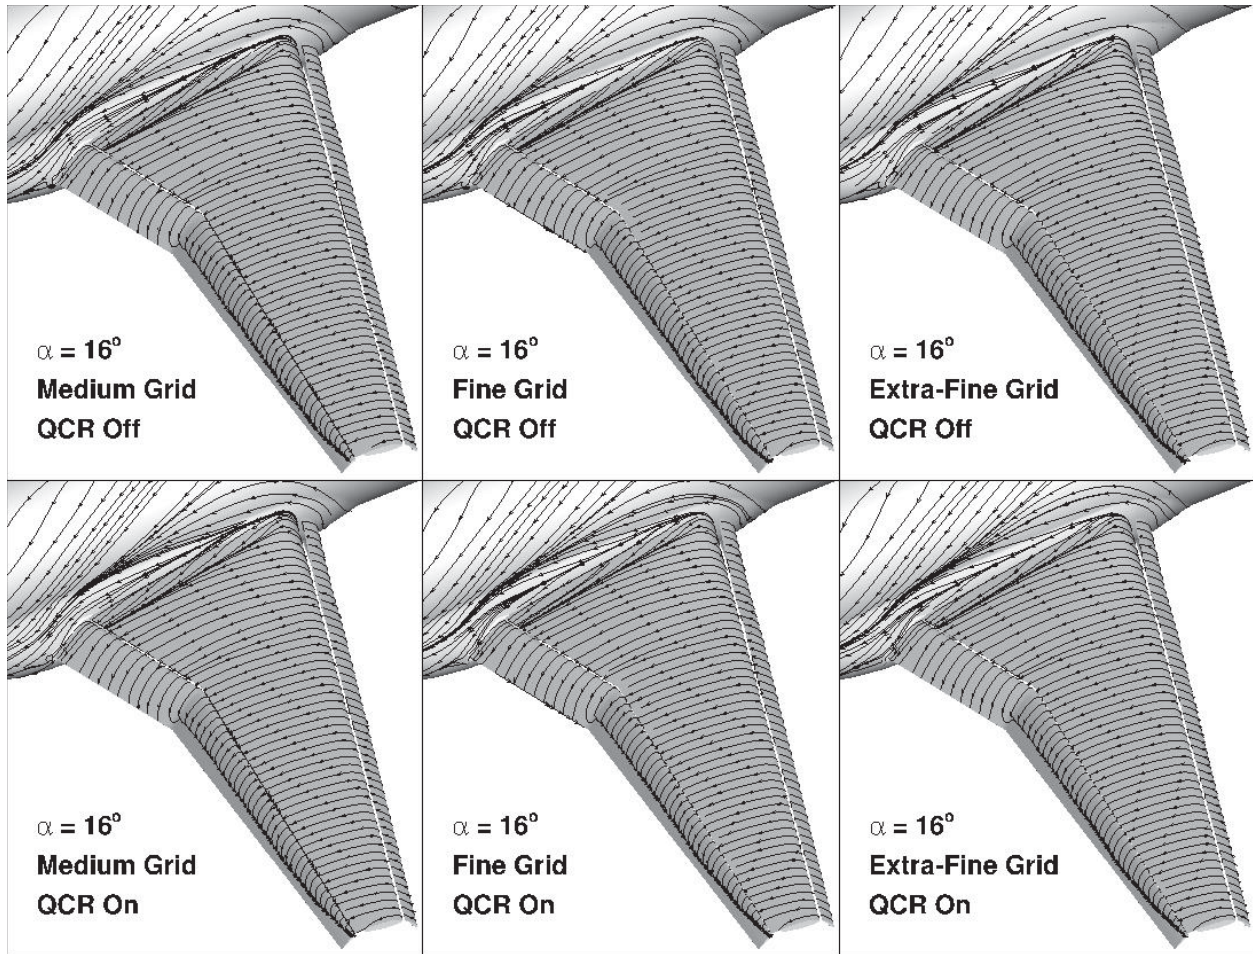 α = 16°
Medium Grid
QCR Off
α = 16°
Fine Grid
QCR Off
α = 16°
Extra-Fine Grid
QCR Off
α = 16°
Medium Grid
QCR On
α = 16°
Fine Grid
QCR On
α = 16°
Extra-Fine Grid
QCR On